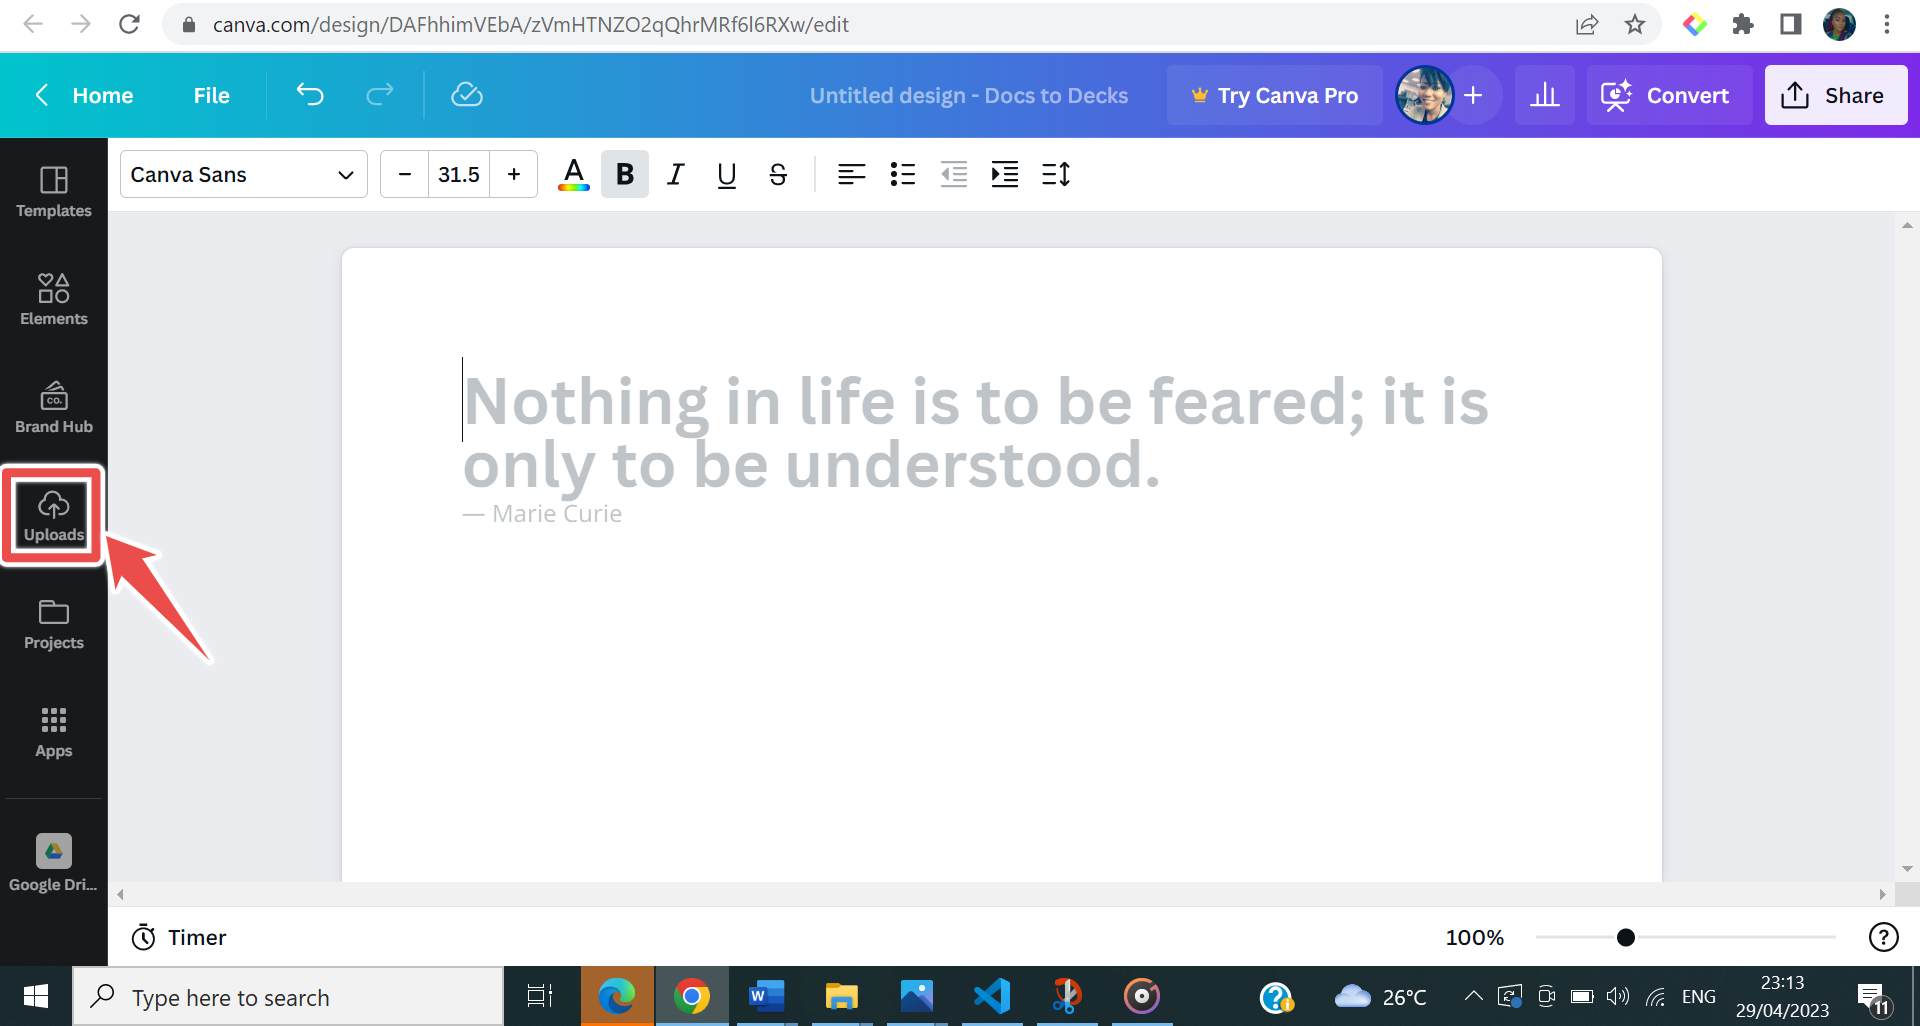 canva.com/design/DAFhhimVEbA/zVmHTNZO2qQhrMRf6l6RXw/edit
Home
File
Untitled design - Docs to Decks
Try Canva Pro
Convert
Share
Canva Sans
31.5
A
B
I
U
S
Templates
Elements
CO.
Brand Hub
Uploads
Projects
Apps
Google Dri...
Nothing in life is to be feared; it is
only to be understood.
— Marie Curie
Timer
100%
?
Type here to search
W
?
26°C
ENG
23:13
29/04/2023
11